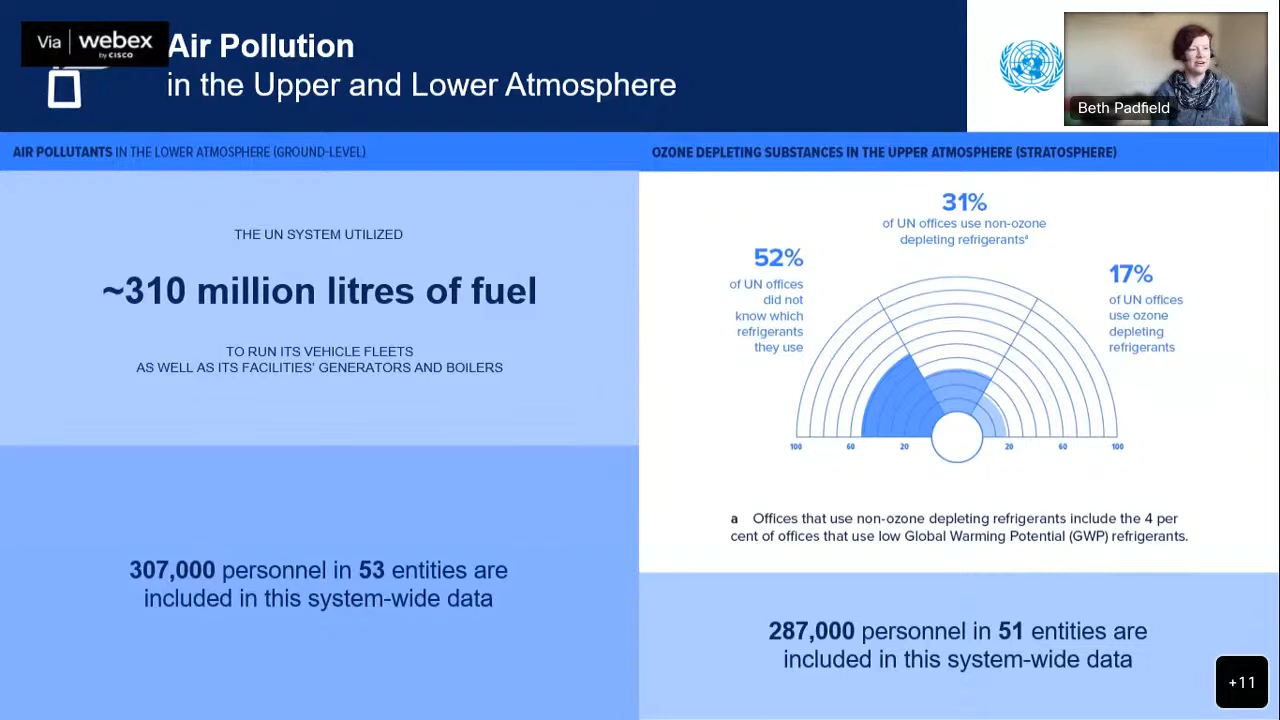 Via webex
by CISCO
Air Pollution
in the Upper and Lower Atmosphere
Beth Padfield
AIR POLLUTANTS IN THE LOWER ATMOSPHERE (GROUND-LEVEL)
THE UN SYSTEM UTILIZED
~310 million litres of fuel
TO RUN ITS VEHICLE FLEETS
AS WELL AS ITS FACILITIES' GENERATORS AND BOILERS
307,000 personnel in 53 entities are
included in this system-wide data
OZONE DEPLETING SUBSTANCES IN THE UPPER ATMOSPHERE (STRATOSPHERE)
52%
of UN offices
did not
know which
refrigerants
they use
31%
of UN offices use non-ozone
depleting refrigerantsª
17%
of UN offices
use ozone
depleting
refrigerants
100 60 20 20 60 100
a Offices that use non-ozone depleting refrigerants include the 4 per
cent of offices that use low Global Warming Potential (GWP) refrigerants.
287,000 personnel in 51 entities are
included in this system-wide data
+11